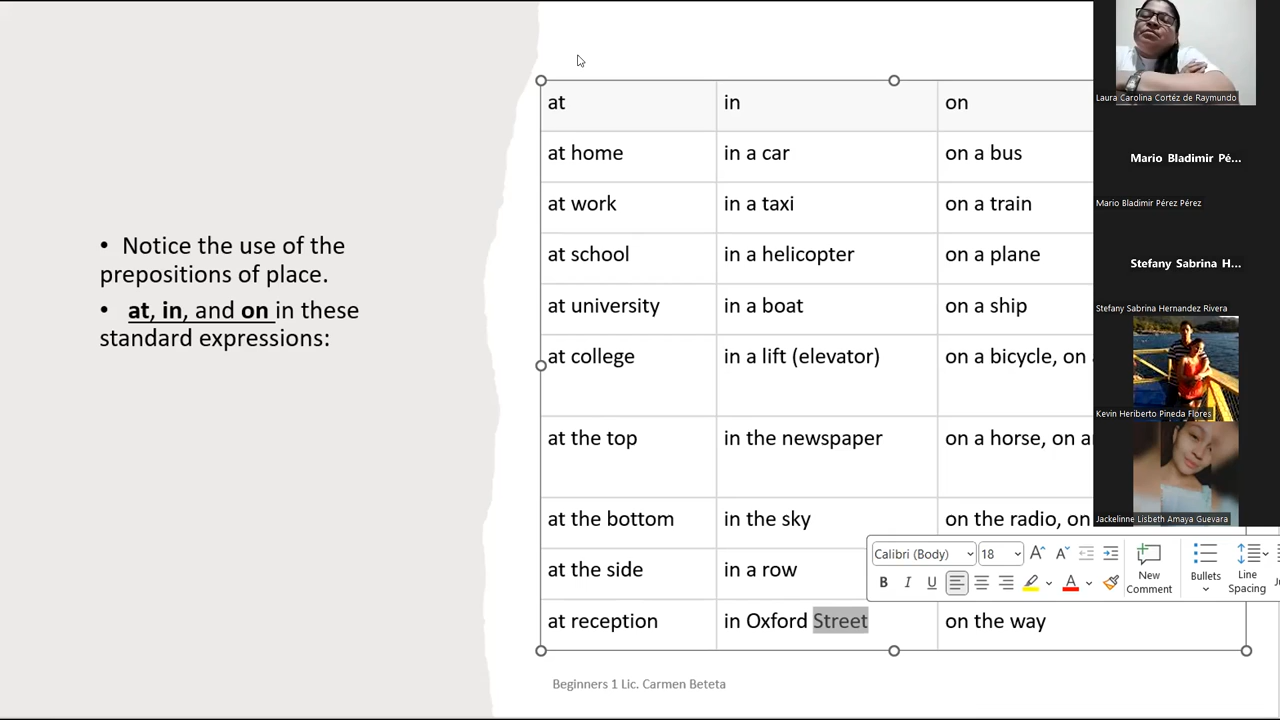 • Notice the use of the
prepositions of place.
• at, in, and on in these
standard expressions:
at in on
at home in a car on a bus
at work in a taxi on a train
at school in a helicopter on a plane
at university in a boat on a ship
at college in a lift (elevator) on a bicycle, on
at the top in the newspaper on a horse, on
at the bottom in the sky on the radio, on
at the side in a row
at reception in Oxford Street on the way
Beginners 1 Lic. Carmen Beteta
Laura Carolina Cortéz de Raymundo
Mario Bladimir Pé...
Mario Bladimir Pérez Pérez
Stefany Sabrina H...
Stefany Sabrina Hernandez Rivera
Kevin Heriberto Pineda Flores
Jackelinne Lisbeth Amaya Guevara
Calibri (Body) 18 A^ A˅
B I U A
New
Comment
Bullets
Line
Spacing